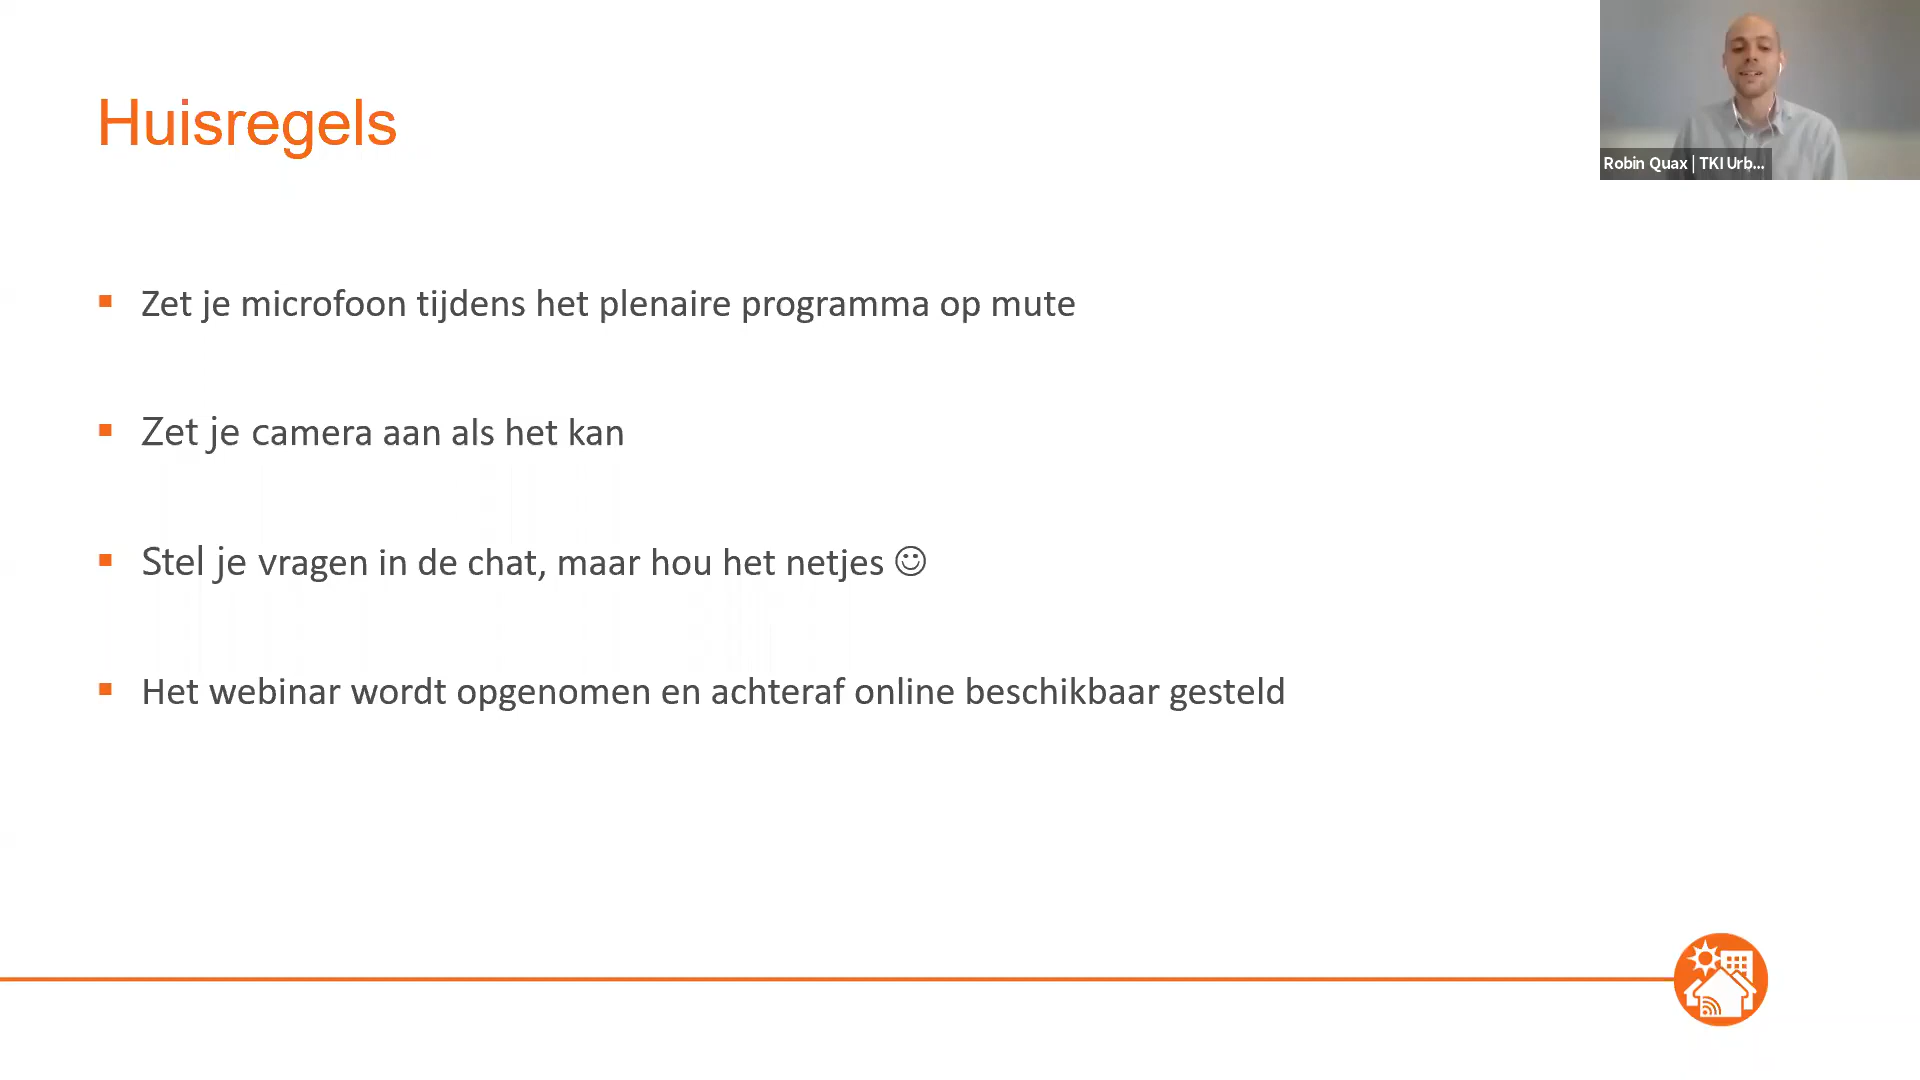 Huisregels
Robin Quax | TKI Urb...
Zet je microfoon tijdens het plenaire programma op mute
Zet je camera aan als het kan
Stel je vragen in de chat, maar hou het netjes ☺
Het webinar wordt opgenomen en achteraf online beschikbaar gesteld